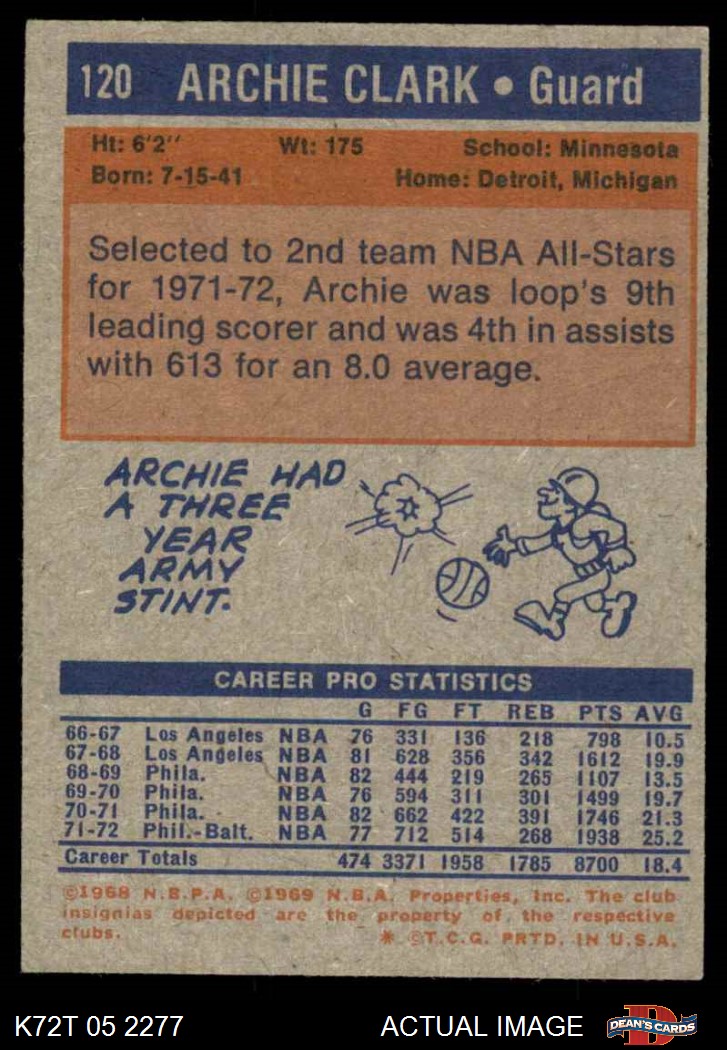 120 ARCHIE CLARK • Guard
Ht: 6'2" Wt: 175 School: Minnesota
Born: 7-15-41 Home: Detroit, Michigan
Selected to 2nd team NBA All-Stars
for 1971-72, Archie was loop's 9th
leading scorer and was 4th in assists
with 613 for an 8.0 average.
ARCHIE HAD
A THREE
YEAR
ARMY
STINT.
CAREER PRO STATISTICS
G FG FT REB PTS AVG
66-67 Los Angeles NBA 76 331 136 218 798 10.5
67-68 Los Angeles NBA 81 628 356 342 1612 19.9
68-69 Phila. NBA 82 444 219 265 1107 13.5
69-70 Phila. NBA 76 594 311 301 1499 19.7
70-71 Phila. NBA 82 662 422 391 1746 21.3
71-72 Phil.-Balt. NBA 77 712 514 268 1938 25.2
Career Totals 474 3371 1958 1785 8700 18.4
©1968 N.B.P.A. ©1969 N.B.A. Properties, Inc. The club
insignias depicted are the property of the respective
clubs. * ©T.C.G. PRTD. IN U.S.A.
K72T 05 2277 ACTUAL IMAGE D DEAN'S CARDS